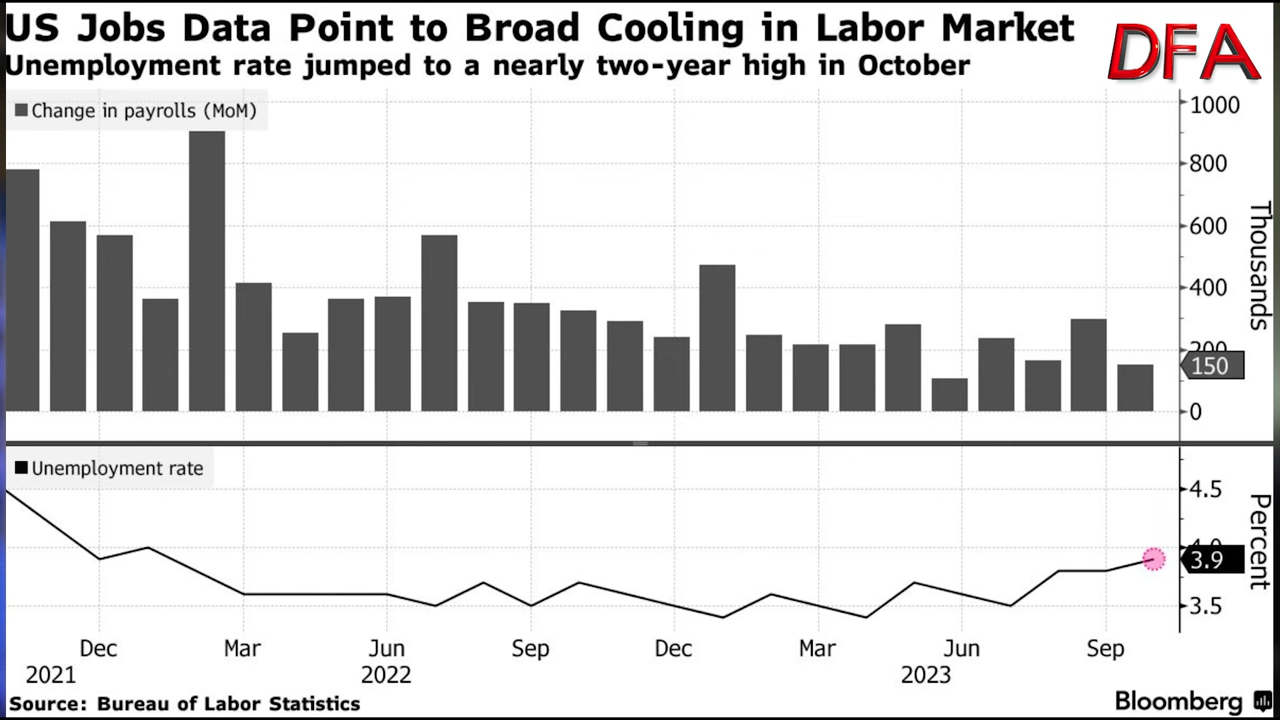 US Jobs Data Point to Broad Cooling in Labor Market
DFA
Unemployment rate jumped to a nearly two-year high in October
Change in payrolls (MoM)
1000
800
600
400
200
150
0
Thousands
Unemployment rate
4.5
4.0
3.9
3.5
Percent
Dec Mar Jun Sep Dec Mar Jun Sep
2021 2022 2023
Source: Bureau of Labor Statistics
Bloomberg